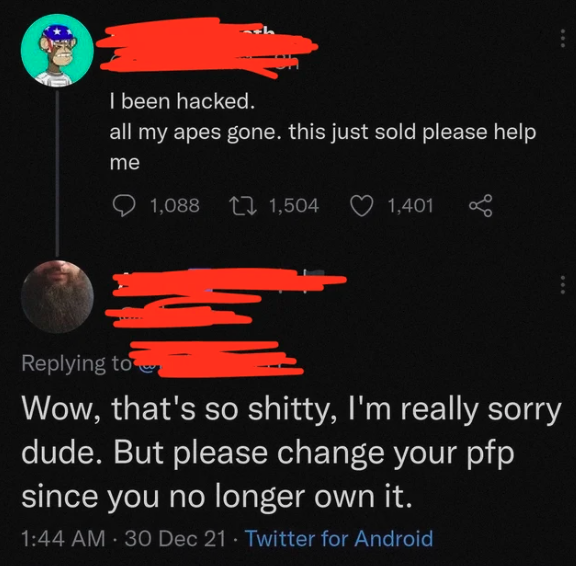 I been hacked.
all my apes gone. this just sold please help
me
1,088 1,504 1,401
Replying to
Wow, that's so shitty, I'm really sorry
dude. But please change your pfp
since you no longer own it.
1:44 AM · 30 Dec 21 · Twitter for Android